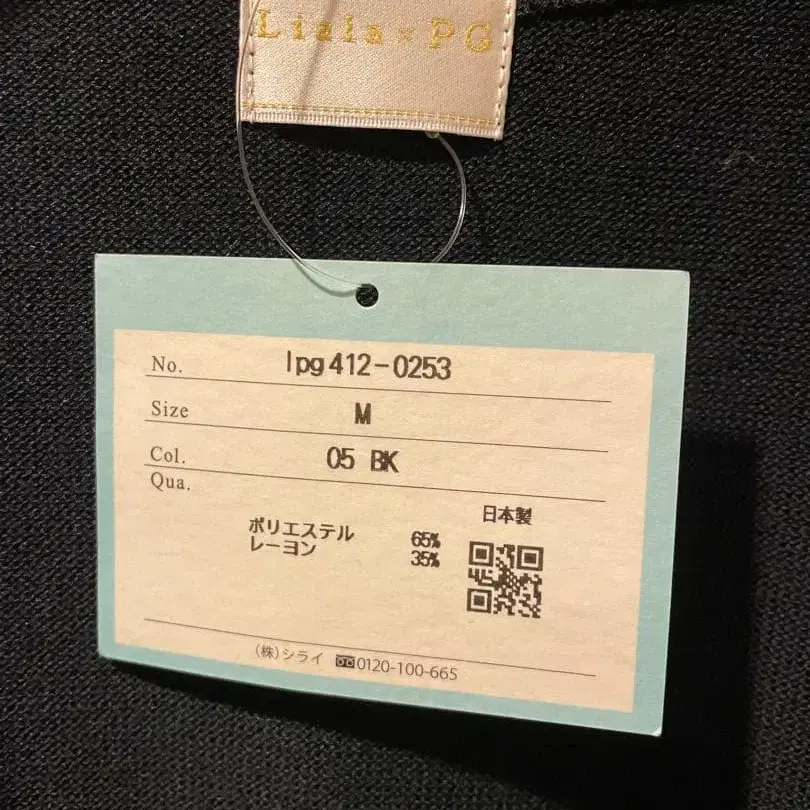 Liala×PG
No. lpg412-0253
Size M
Col. 05 BK
Qua.
日本製
ポリエステル 65%
レーヨン 35%
(株)シライ 0120-100-665